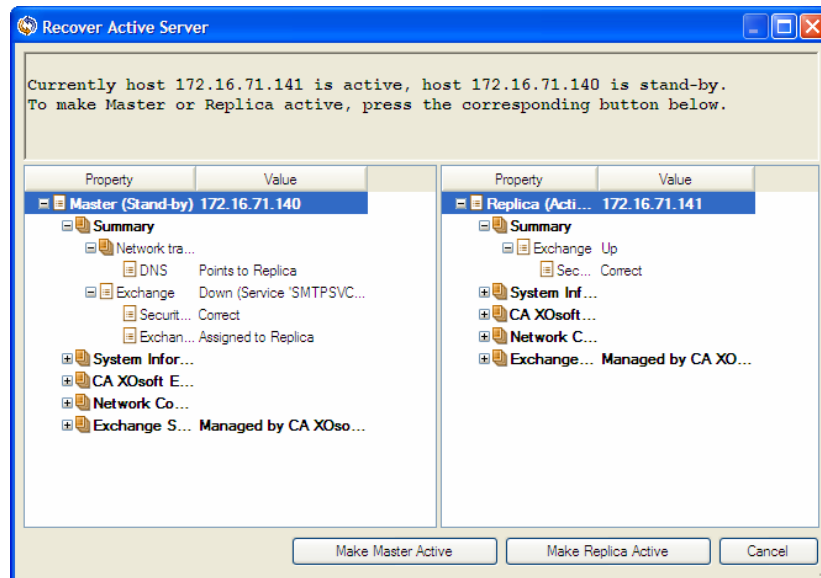 Recover Active Server
Currently host 172.16.71.141 is active, host 172.16.71.140 is stand-by.
To make Master or Replica active, press the corresponding button below.
Property Value
Master (Stand-by) 172.16.71.140
Summary
Network tra...
DNS Points to Replica
Exchange Down (Service 'SMTPSVC...
Securit... Correct
Exchan... Assigned to Replica
System Infor...
CA XOsoft E...
Network Co...
Exchange S... Managed by CA XOso...
Property Value
Replica (Acti... 172.16.71.141
Summary
Exchange Up
Sec... Correct
System Inf...
CA XOsoft...
Network C...
Exchange... Managed by CA XO...
Make Master Active Make Replica Active Cancel